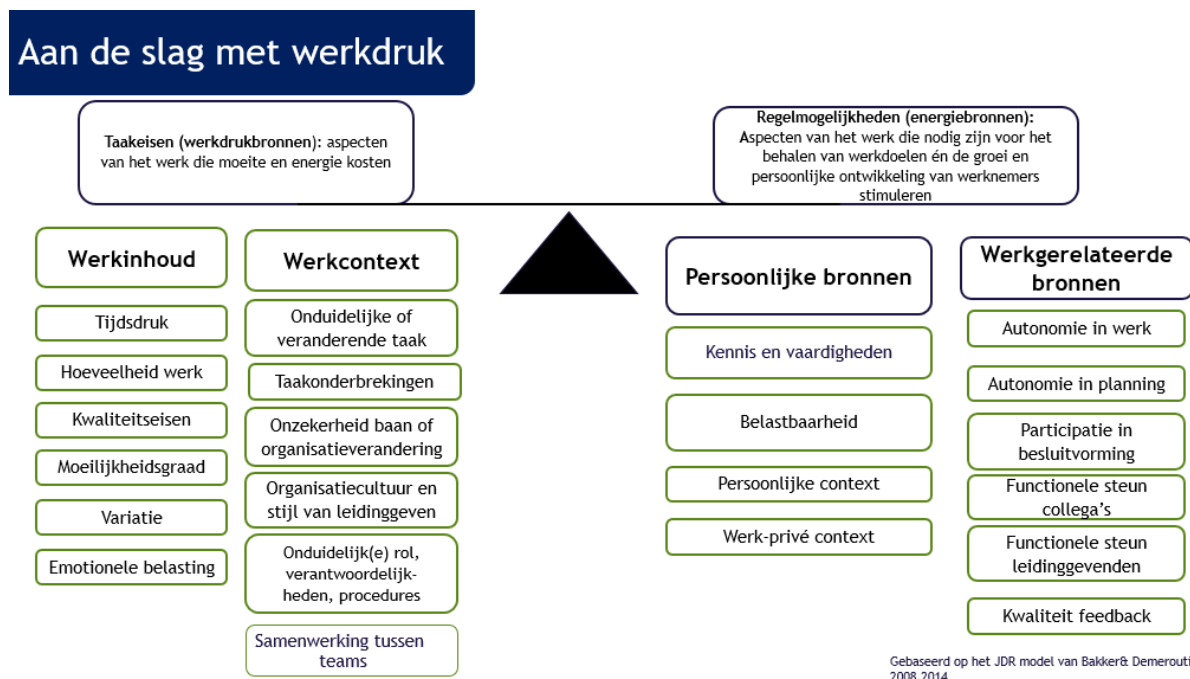 Aan de slag met werkdruk
Taakeisen (werkdrukbronnen): aspecten
van het werk die moeite en energie kosten
Regelmogelijkheden (energiebronnen):
Aspecten van het werk die nodig zijn voor het
behalen van werkdoelen én de groei en
persoonlijke ontwikkeling van werknemers
stimuleren
Werkinhoud
Tijdsdruk
Hoeveelheid werk
Kwaliteitseisen
Moeilijkheidsgraad
Variatie
Emotionele belasting
Werkcontext
Onduidelijke of
veranderende taak
Taakonderbrekingen
Onzekerheid baan of
organisatieverandering
Organisatiecultuur en
stijl van leidinggeven
Onduidelijk(e) rol,
verantwoordelijk-
heden, procedures
Samenwerking tussen
teams
Persoonlijke bronnen
Kennis en vaardigheden
Belastbaarheid
Persoonlijke context
Werk-privé context
Werkgerelateerde
bronnen
Autonomie in werk
Autonomie in planning
Participatie in
besluitvorming
Functionele steun
collega's
Functionele steun
leidinggevenden
Kwaliteit feedback
Gebaseerd op het JDR model van Bakker& Demerouti
2008,2014